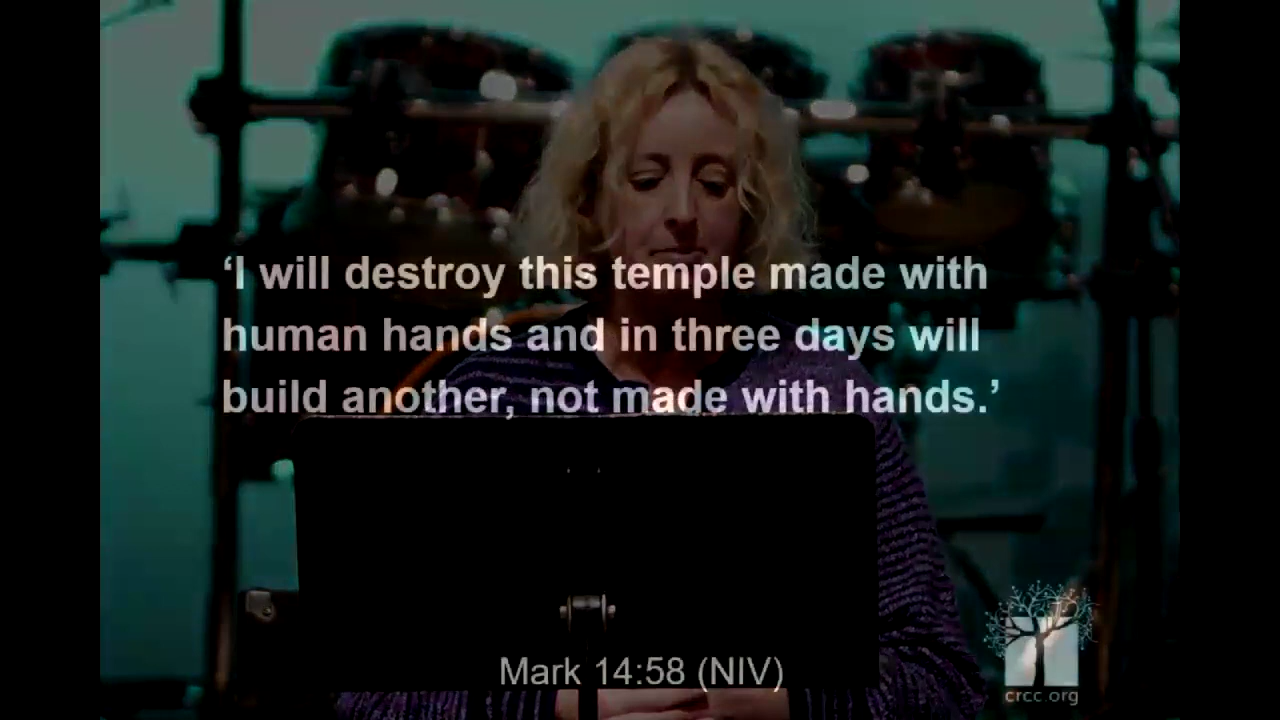 ‘I will destroy this temple made with
human hands and in three days will
build another, not made with hands.’
Mark 14:58 (NIV)
crcc.org